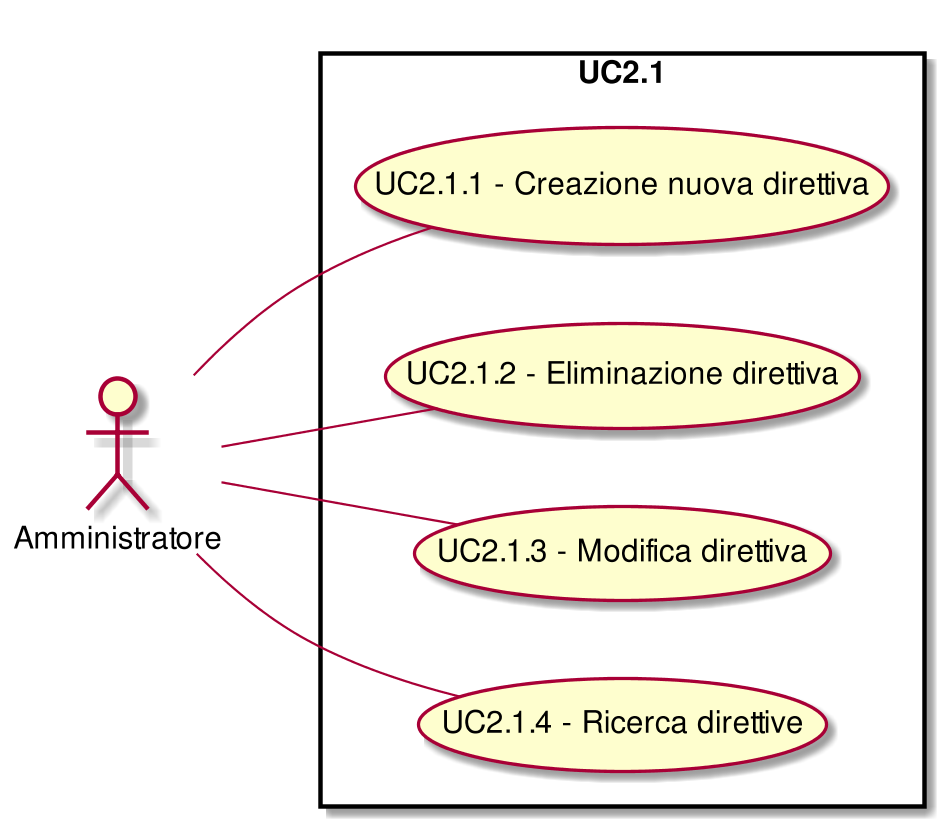 UC2.1
UC2.1.1 - Creazione nuova direttiva
UC2.1.2 - Eliminazione direttiva
Amministratore
UC2.1.3 - Modifica direttiva
UC2.1.4 - Ricerca direttive